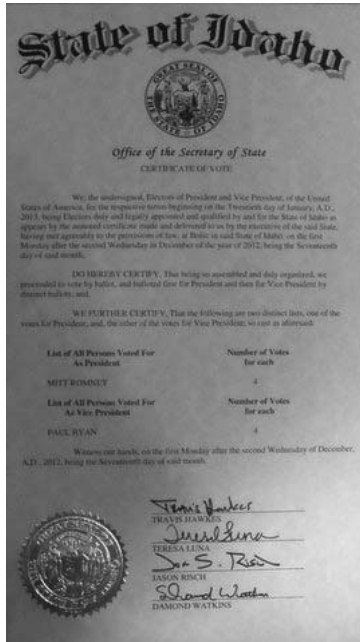 State of Idaho
GREAT SEAL OF
THE STATE OF IDAHO
Office of the Secretary of State
CERTIFICATE OF VOTE
We, the undersigned, Electors of President and Vice President, of the United
States of America, for the respective terms beginning on the Twentieth day of January, A.D.,
2013, being Electors duly and legally appointed and qualified by and for the State of Idaho as
appears by the annexed certificate made and delivered to us by the executive of the said State,
having met agreeably to the provisions of law, at Boise in said State of Idaho, on the first
Monday after the second Wednesday in December of the year of 2012, being the Seventeenth
day of said month.
DO HEREBY CERTIFY, That being so assembled and duly organized, we
proceeded to vote by ballot, and balloted first for President and then for Vice President by
distinct ballots; and,
WE FURTHER CERTIFY, That the following are two distinct lists, one of the
votes for President; and, the other of the votes for Vice President; so cast as aforesaid:
List of All Persons Voted For Number of Votes
As President for each
MITT ROMNEY 4
List of All Persons Voted For Number of Votes
As Vice President for each
PAUL RYAN 4
Witness our hands, on the first Monday after the second Wednesday of December,
A.D., 2012, being the Seventeenth day of said month.
Travis Hawkes
TRAVIS HAWKES
Teresa Luna
TERESA LUNA
Jason S. Risch
JASON RISCH
Damond Watkins
DAMOND WATKINS